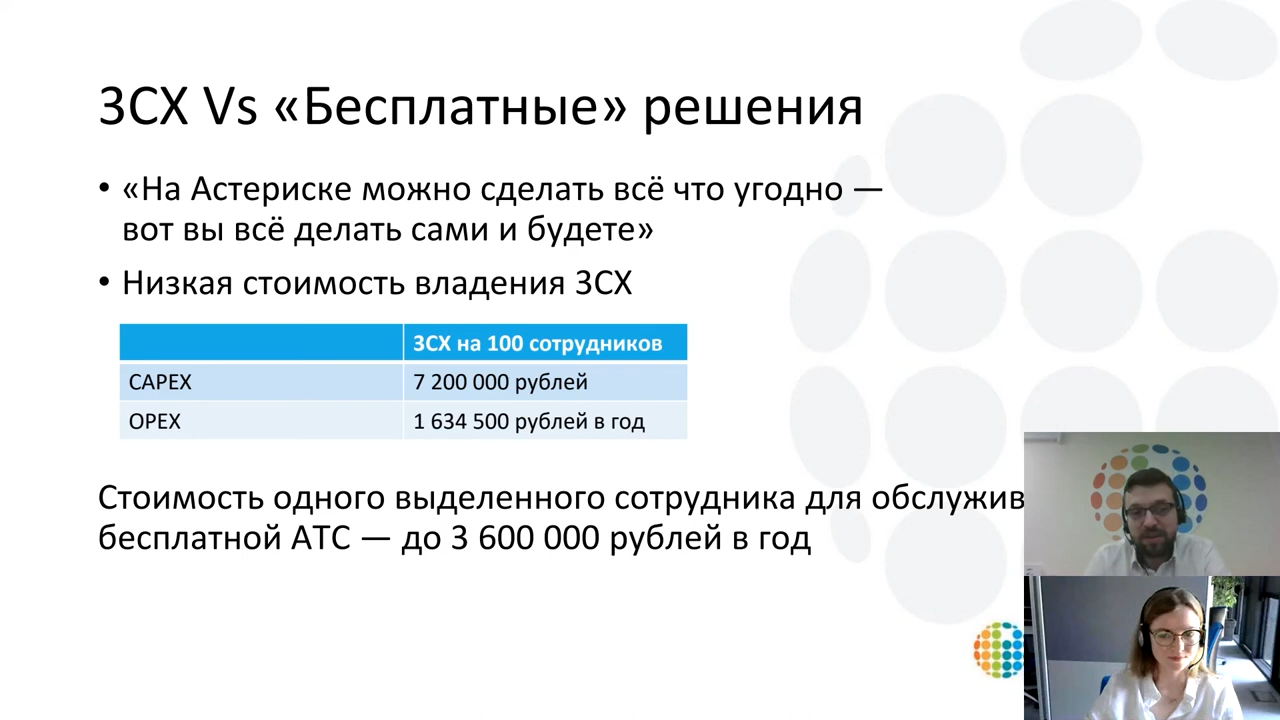 3CX Vs «Бесплатные» решения
• «На Астериске можно сделать всё что угодно —
вот вы всё делать сами и будете»
• Низкая стоимость владения 3CX
3CX на 100 сотрудников
CAPEX 7 200 000 рублей
OPEX 1 634 500 рублей в год
Стоимость одного выделенного сотрудника для обслужив
бесплатной АТС — до 3 600 000 рублей в год